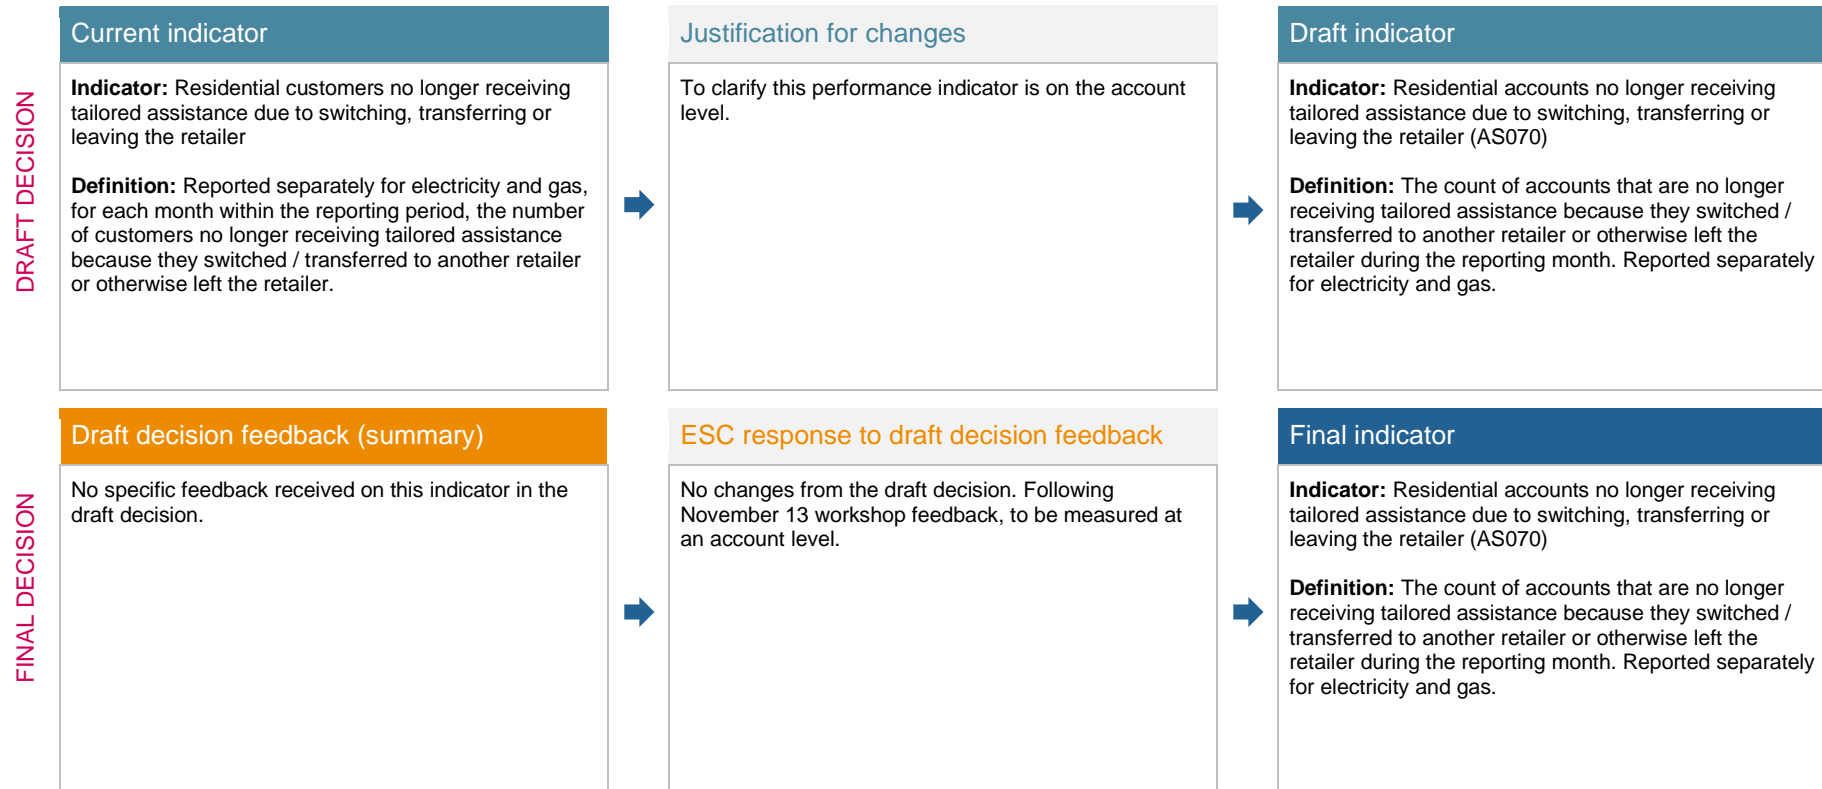 DRAFT DECISION
Current indicator
Indicator: Residential customers no longer receiving
tailored assistance due to switching, transferring or
leaving the retailer
Definition: Reported separately for electricity and gas,
for each month within the reporting period, the number
of customers no longer receiving tailored assistance
because they switched / transferred to another retailer
or otherwise left the retailer.
Justification for changes
To clarify this performance indicator is on the account
level.
Draft indicator
Indicator: Residential accounts no longer receiving
tailored assistance due to switching, transferring or
leaving the retailer (AS070)
Definition: The count of accounts that are no longer
receiving tailored assistance because they switched /
transferred to another retailer or otherwise left the
retailer during the reporting month. Reported separately
for electricity and gas.
FINAL DECISION
Draft decision feedback (summary)
No specific feedback received on this indicator in the
draft decision.
ESC response to draft decision feedback
No changes from the draft decision. Following
November 13 workshop feedback, to be measured at
an account level.
Final indicator
Indicator: Residential accounts no longer receiving
tailored assistance due to switching, transferring or
leaving the retailer (AS070)
Definition: The count of accounts that are no longer
receiving tailored assistance because they switched /
transferred to another retailer or otherwise left the
retailer during the reporting month. Reported separately
for electricity and gas.